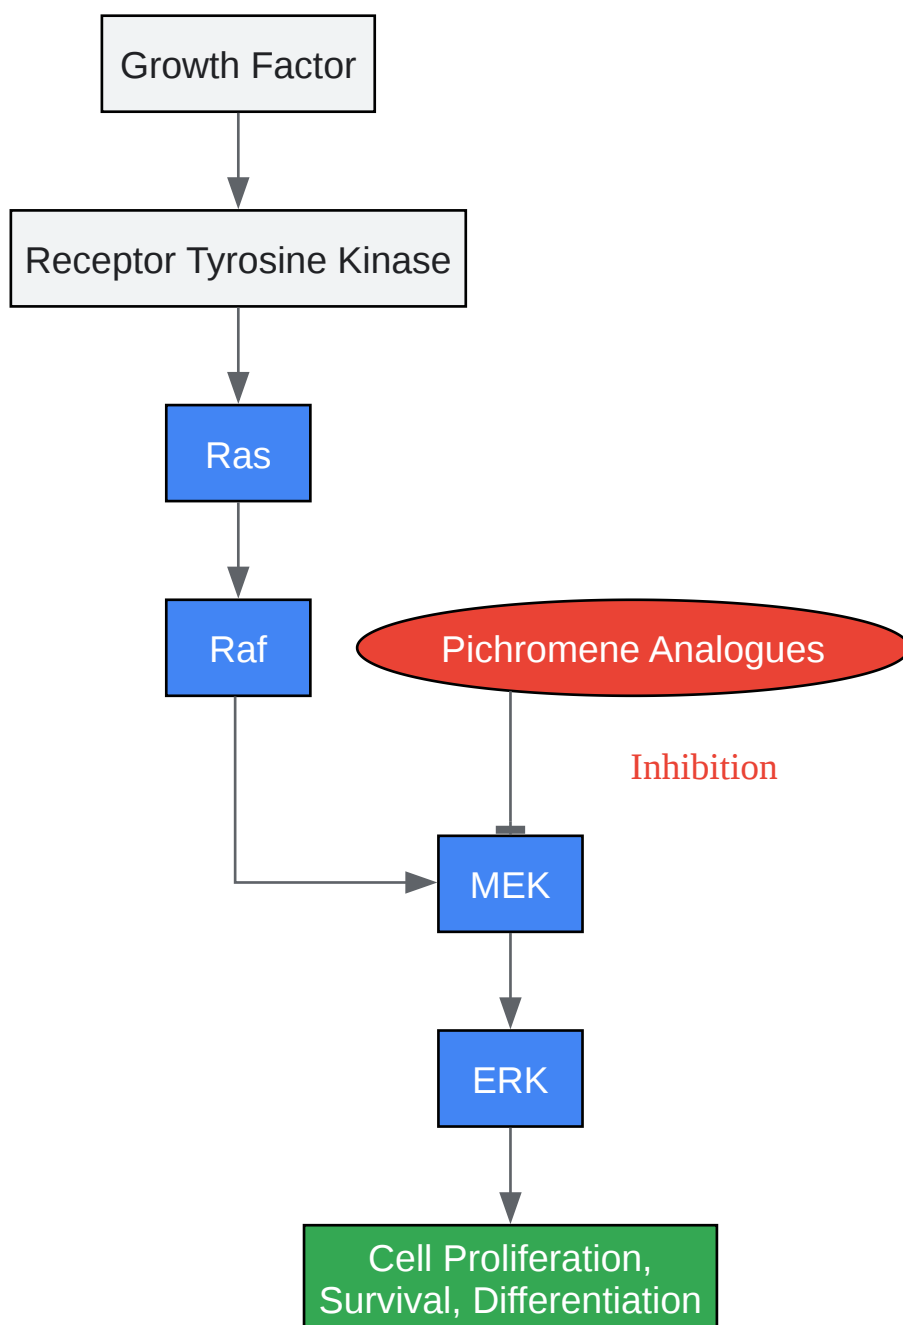 Growth Factor
Receptor Tyrosine Kinase
Ras
Raf
Pichromene Analogues
Inhibition
MEK
ERK
Cell Proliferation,
Survival, Differentiation